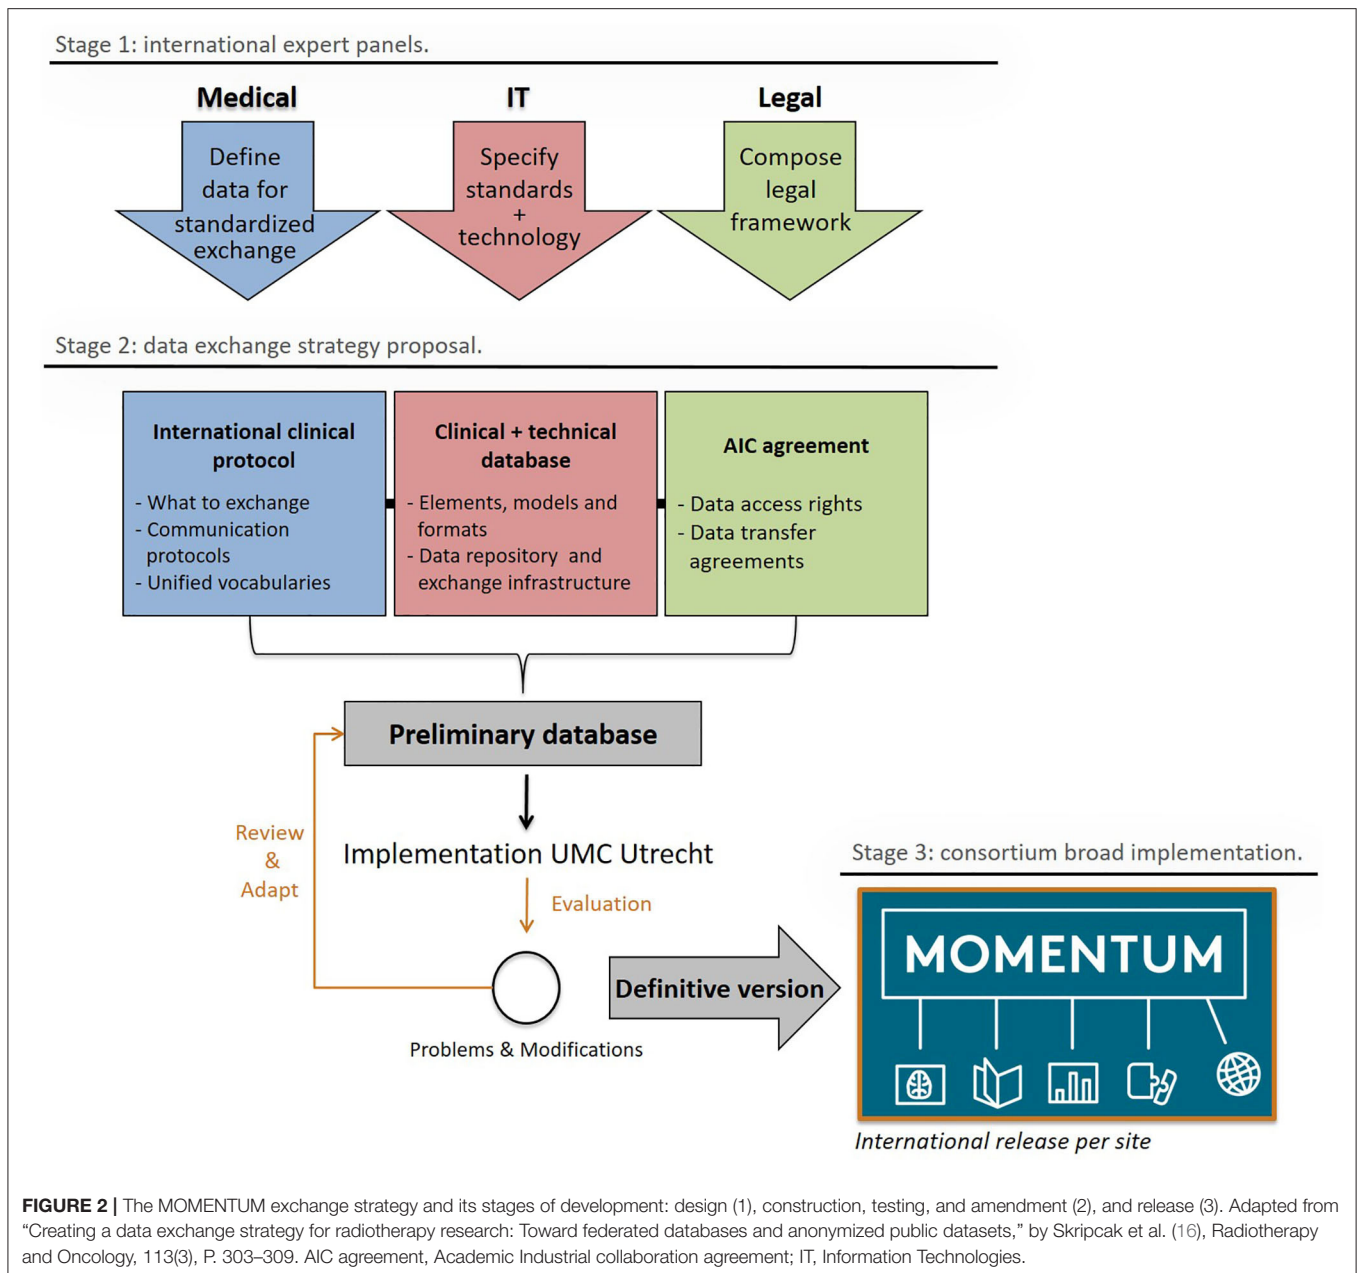 Stage 1: international expert panels.
Medical
IT
Legal
Define
data for
standardized
exchange
Specify
standards
+
technology
Compose
legal
framework
Stage 2: data exchange strategy proposal.
International clinical
protocol
- What to exchange
- Communication
protocols
- Unified vocabularies
Clinical + technical
database
- Elements, models and
formats
- Data repository and
exchange infrastructure
AIC agreement
- Data access rights
- Data transfer
agreements
Preliminary database
Review
&
Adapt
Implementation UMC Utrecht
Evaluation
Problems & Modifications
Definitive version
Stage 3: consortium broad implementation.
MOMENTUM
International release per site
FIGURE 2 | The MOMENTUM exchange strategy and its stages of development: design (1), construction, testing, and amendment (2), and release (3). Adapted from
“Creating a data exchange strategy for radiotherapy research: Toward federated databases and anonymized public datasets,” by Skripcak et al. (16), Radiotherapy
and Oncology, 113(3), P. 303–309. AIC agreement, Academic Industrial collaboration agreement; IT, Information Technologies.